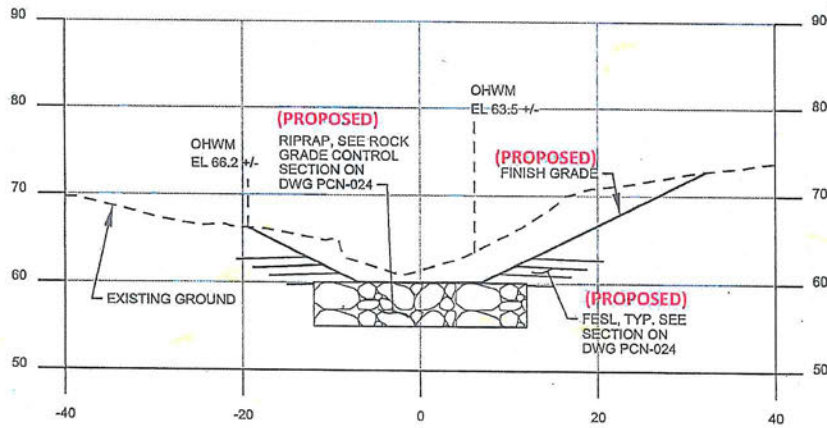 90
90
80
80
70
70
60
60
50
50
OHWM
EL 63.5 +/-
OHWM
EL 66.2 +/-
(PROPOSED)
RIPRAP, SEE ROCK
GRADE CONTROL
SECTION ON
DWG PCN-024
(PROPOSED)
FINISH GRADE
EXISTING GROUND
(PROPOSED)
FESL, TYP. SEE
SECTION ON
DWG PCN-024
-40
-20
0
20
40